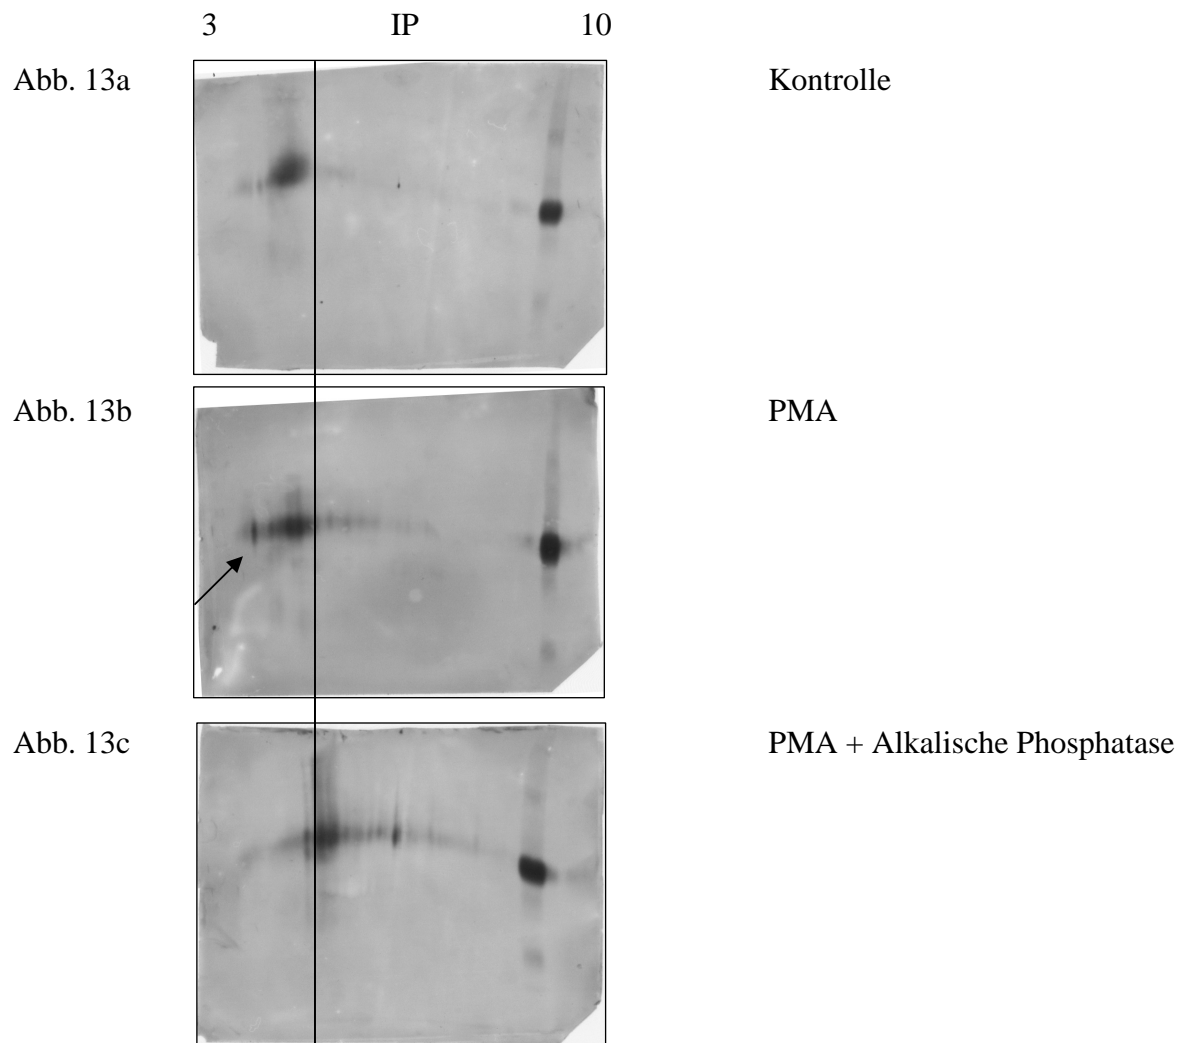 3 IP 10
Abb. 13a Kontrolle
Abb. 13b PMA
Abb. 13c PMA + Alkalische Phosphatase